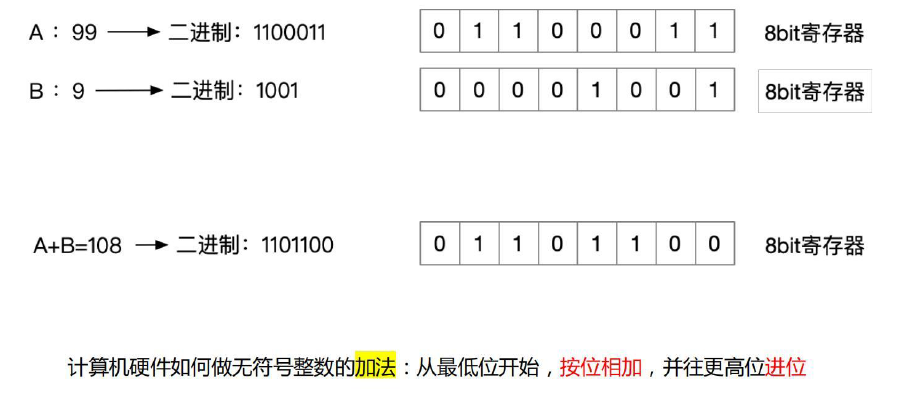 A：99 → 二进制：1100011 0 1 1 0 0 0 1 1 8bit寄存器
B：9 → 二进制：1001 0 0 0 0 1 0 0 1 8bit寄存器
A+B=108 → 二进制：1101100 0 1 1 0 1 1 0 0 8bit寄存器
计算机硬件如何做无符号整数的加法：从最低位开始，按位相加，并往更高位进位